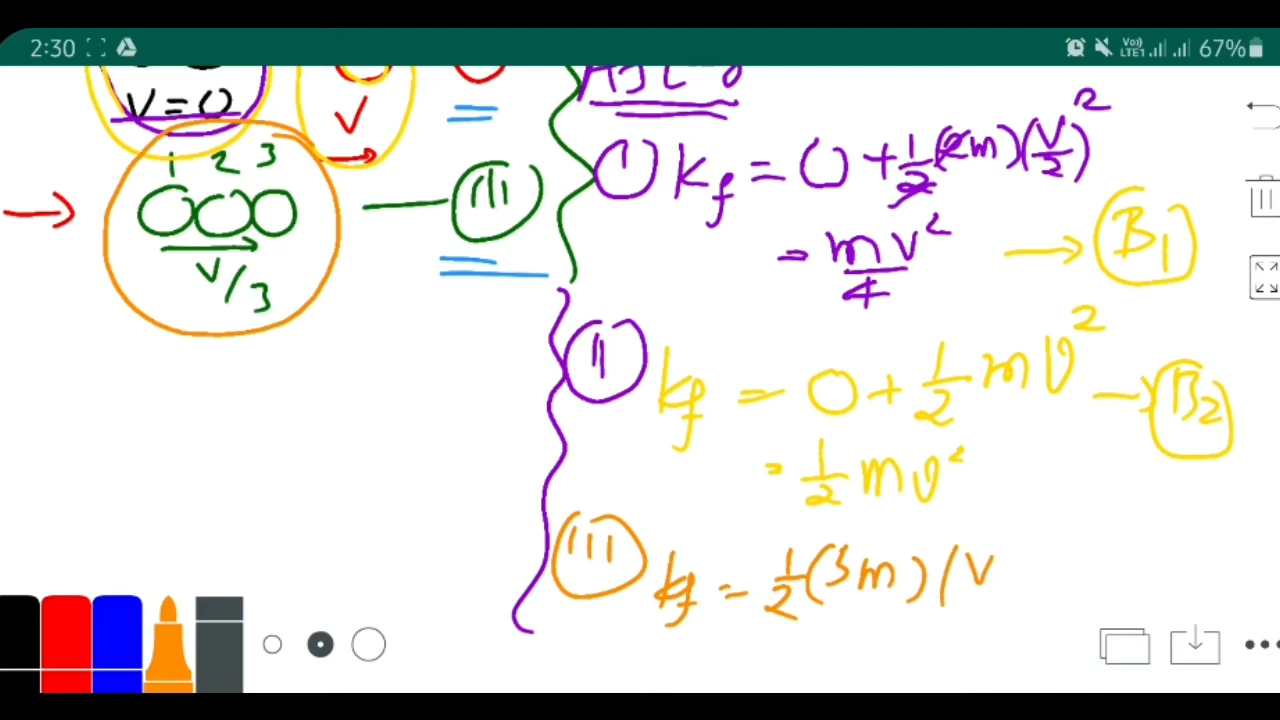 2:30 67%
V=0
V
1 2 3
V/3
III
I Kf = 0 + 1/2 (2m)(V/2)²
= mv²/4 → B1
II Kf = 0 + 1/2 mv² → B2
= 1/2 mv²
III Kf = 1/2 (3m)(V